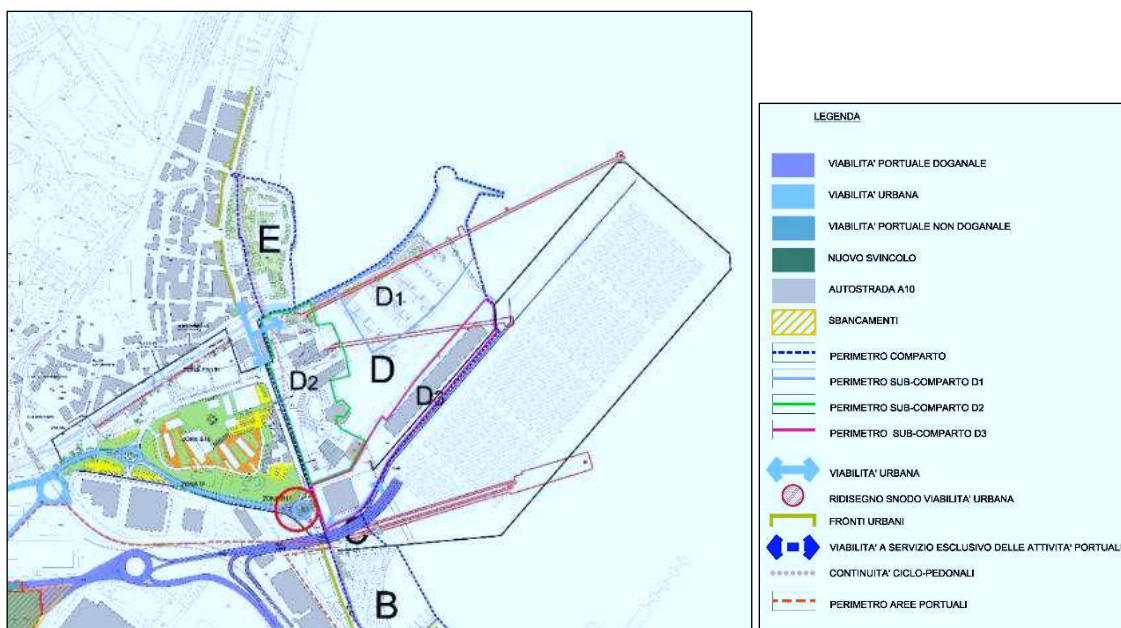 E
D1
D
D2
D3
B
LEGENDA
VIABILITA' PORTUALE DOGANALE
VIABILITA' URBANA
VIABILITA' PORTUALE NON DOGANALE
NUOVO SVINCOLO
AUTOSTRADA A10
SBANCAMENTI
PERIMETRO COMPARTO
PERIMETRO SUB-COMPARTO D1
PERIMETRO SUB-COMPARTO D2
PERIMETRO SUB-COMPARTO D3
VIABILITA' URBANA
RIDISEGNO SNODO VIABILITA' URBANA
FRONTI URBANI
VIABILITA' A SERVIZIO ESCLUSIVO DELLE ATTIVITA' PORTUALI
CONTINUITA' CICLO-PEDONALI
PERIMETRO AREE PORTUALI